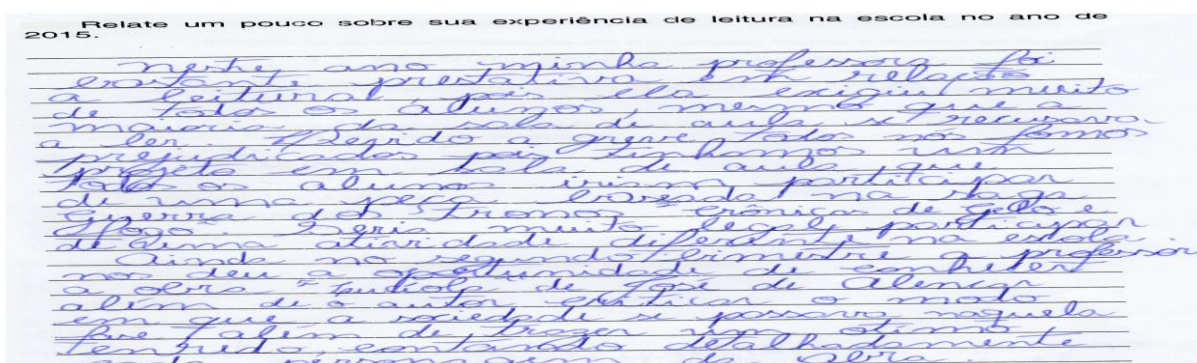 Relate um pouco sobre sua experiência de leitura na escola no ano de
2015.
neste ano minha professora foi
bastante prestativa em relação
a leitura, pois ela exigiu muito
de todos os alunos, mesmo que a
maioria da sala de aula se recusava
a ler. Devido a greve todos nós fomos
prejudicados pois tinhamos um
projeto em sala de aula que
todos os alunos iriam participar
de uma peça baseada na saga
Guerra dos Tronos "crônicas de gelo e
fogo". Seria muito legal participar
de uma atividade diferente na escola
Ainda no segundo bimestre a professora
nos deu a oportunidade de conhecer
a obra " de José de Alencar
além de o autor criticar o modo
em que a sociedade se passava naquela
além de trazer um otimo
contando detalhadamente
personagem da obra.